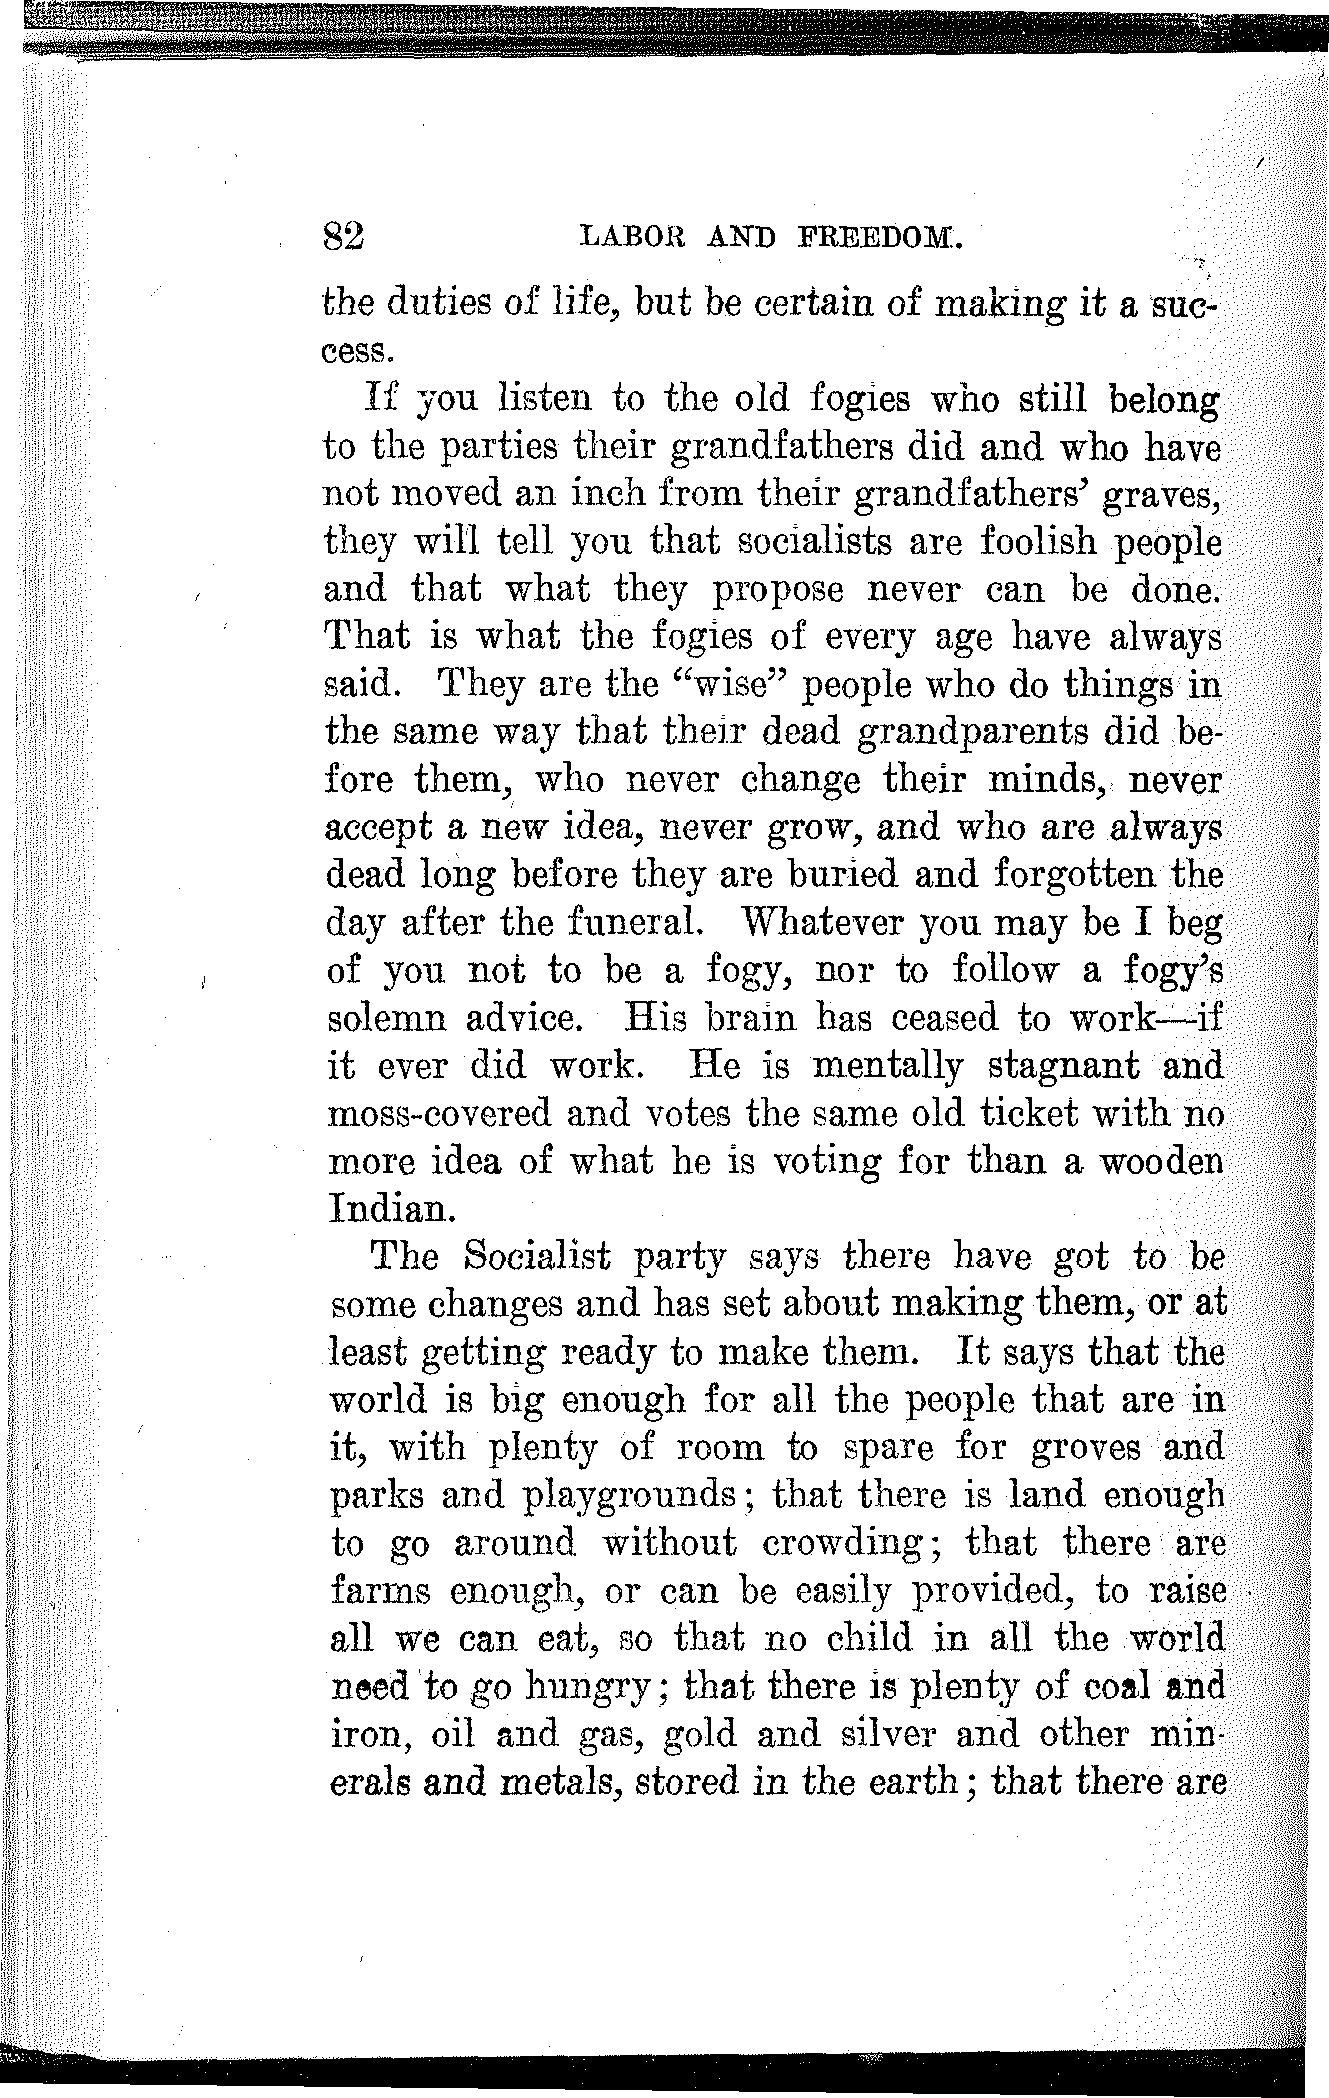 82 LABOR AND FREEDOM.
the duties of life, but be certain of making it a suc-
cess.
If you listen to the old fogies who still belong
to the parties their grandfathers did and who have
not moved an inch from their grandfathers' graves,
they will tell you that socialists are foolish people
and that what they propose never can be done.
That is what the fogies of every age have always
said. They are the "wise" people who do things in
the same way that their dead grandparents did be-
fore them, who never change their minds, never
accept a new idea, never grow, and who are always
dead long before they are buried and forgotten the
day after the funeral. Whatever you may be I beg
of you not to be a fogy, nor to follow a fogy's
solemn advice. His brain has ceased to work—if
it ever did work. He is mentally stagnant and
moss-covered and votes the same old ticket with no
more idea of what he is voting for than a wooden
Indian.
The Socialist party says there have got to be
some changes and has set about making them, or at
least getting ready to make them. It says that the
world is big enough for all the people that are in
it, with plenty of room to spare for groves and
parks and playgrounds; that there is land enough
to go around without crowding; that there are
farms enough, or can be easily provided, to raise
all we can eat, so that no child in all the world
need to go hungry; that there is plenty of coal and
iron, oil and gas, gold and silver and other min-
erals and metals, stored in the earth; that there are